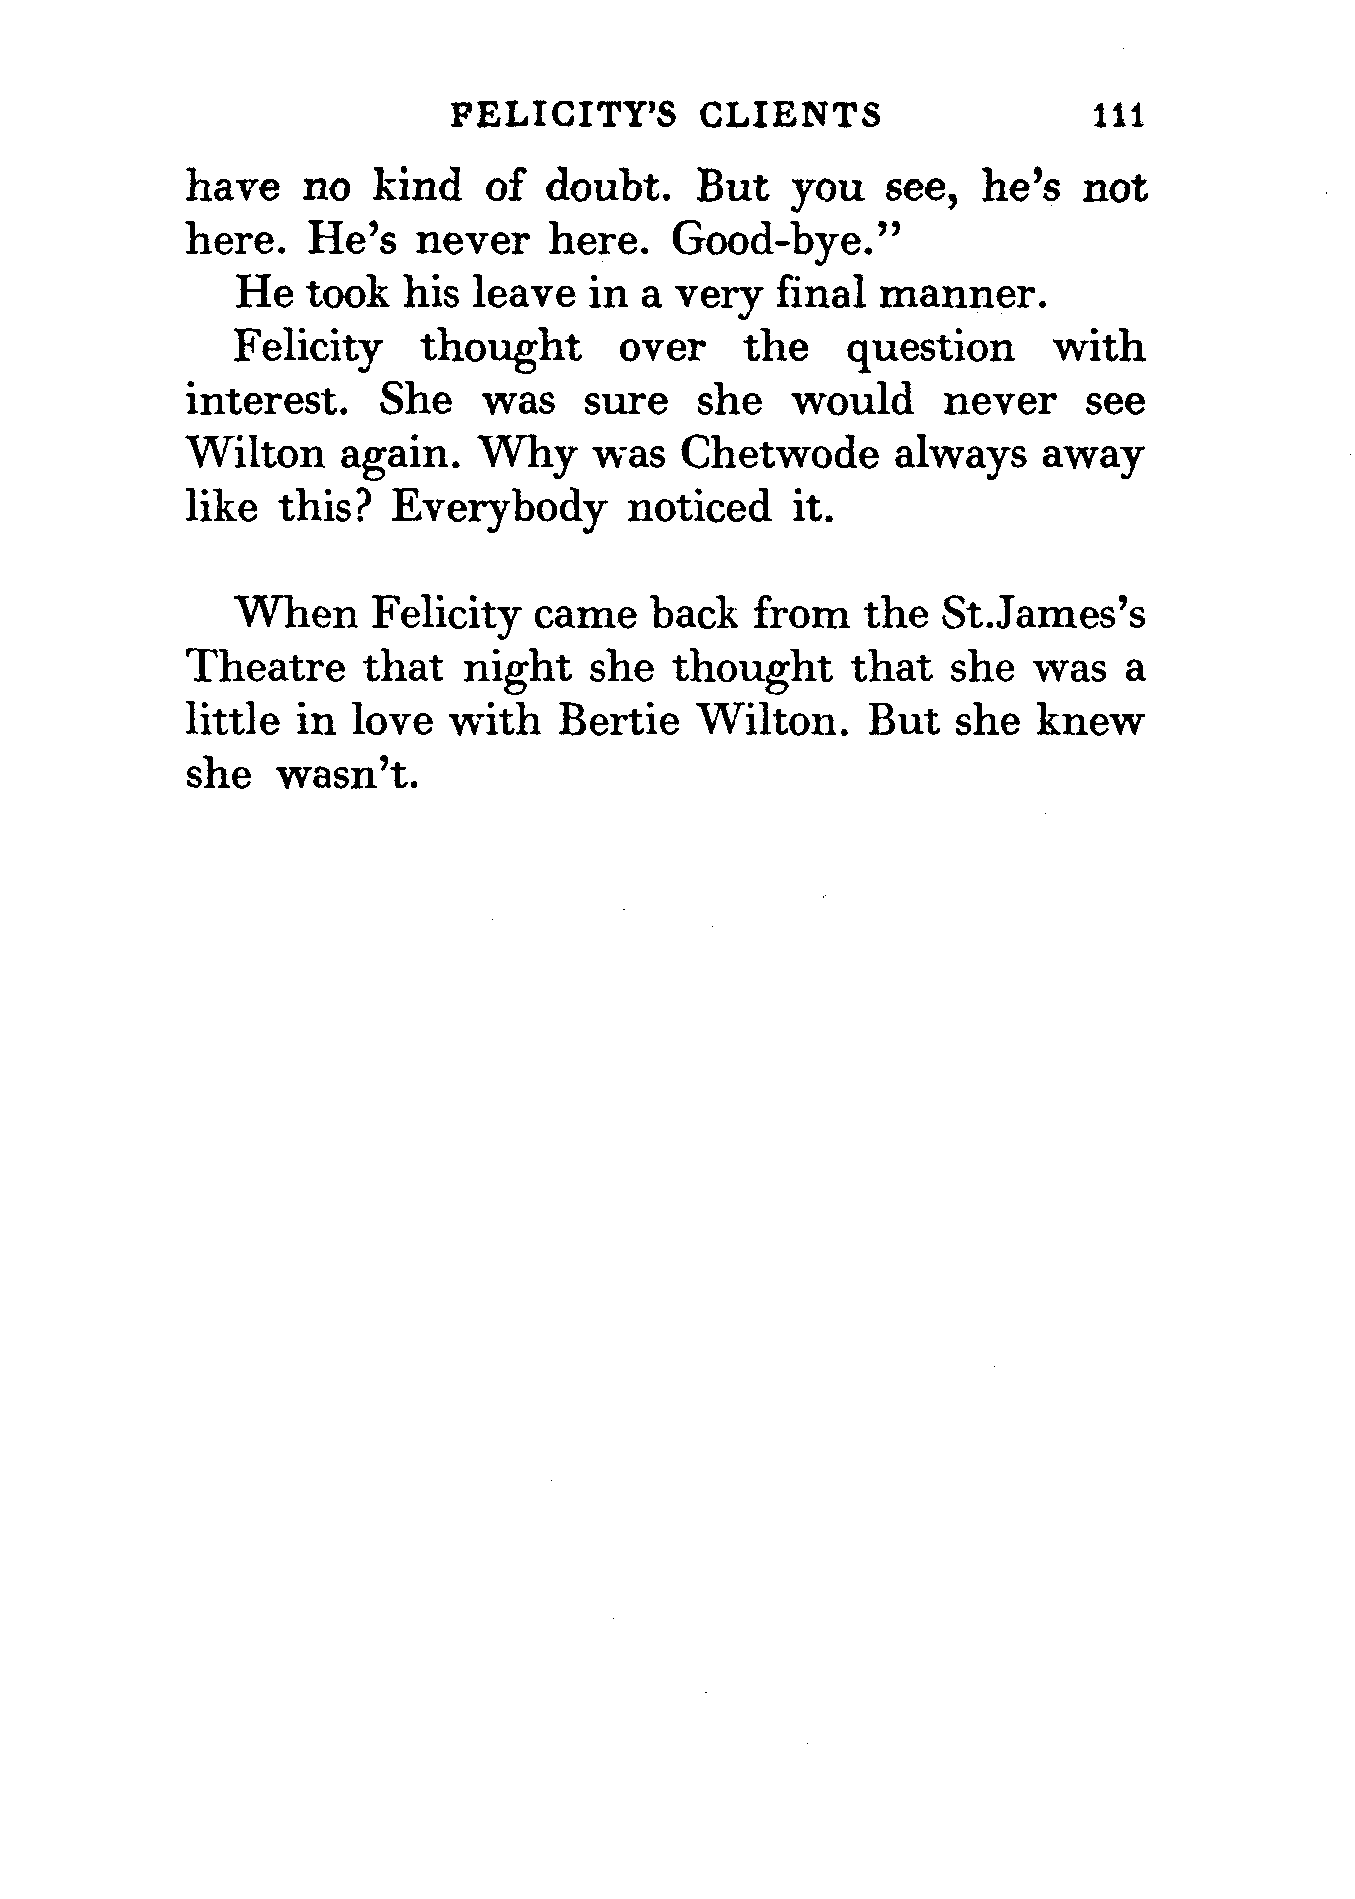 FELICITY'S CLIENTS 111
have no kind of doubt. But you see, he's not
here. He's never here. Good-bye."
He took his leave in a very final manner.
Felicity thought over the question with
interest. She was sure she would never see
Wilton again. Why was Chetwode always away
like this? Everybody noticed it.
When Felicity came back from the St.James's
Theatre that night she thought that she was a
little in love with Bertie Wilton. But she knew
she wasn't.